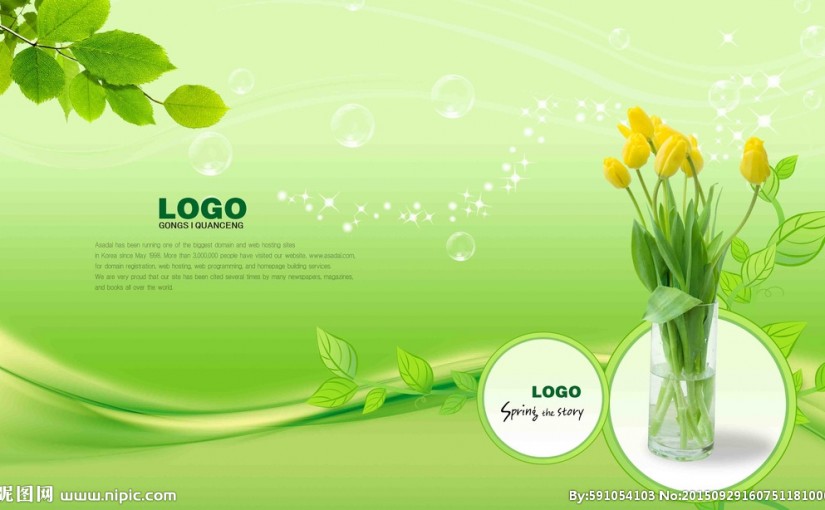 LOGO
GONGS I QUANCENG
Asadal has been running one of the biggest domain and web hosting sites
in Korea since May 1998. More than 3,000,000 people have visited our website, www.asadal.com,
for domain registration, web hosting, web programming, and homepage building services.
We are very proud that our site has been cited several times by many newspapers, magazines,
and books all over the world.
LOGO
Spring the story
昵图网 www.nipic.com
By:591054103 No:20150929160751181000